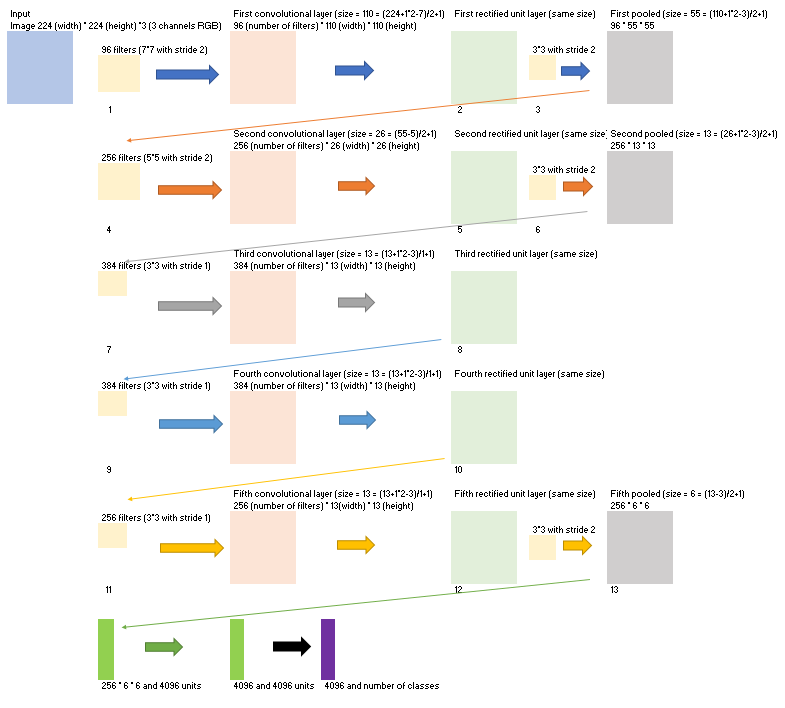 Input
Image 224 (width) * 224 (height) *3 (3 channels RGB)
First convolutional layer (size = 110 = (224+1*2-7)/2+1)
96 (number of filters) * 110 (width) * 110 (height)
First rectified unit layer (same size)
First pooled (size = 55 = (110+1*2-3)/2+1)
96 * 55 * 55
96 filters (7*7 with stride 2)
3*3 with stride 2
1
2
3
Second convolutional layer (size = 26 = (55-5)/2+1)
256 (number of filters) * 26 (width) * 26 (height)
Second rectified unit layer (same size)
Second pooled (size = 13 = (26+1*2-3)/2+1)
256 * 13 * 13
256 filters (5*5 with stride 2)
3*3 with stride 2
4
5
6
Third convolutional layer (size = 13 = (13+1*2-3)/1+1)
384 (number of filters) * 13 (width) * 13 (height)
Third rectified unit layer (same size)
384 filters (3*3 with stride 1)
7
8
Fourth convolutional layer (size = 13 = (13+1*2-3)/1+1)
384 (number of filters) * 13 (width) * 13 (height)
Fourth rectified unit layer (same size)
384 filters (3*3 with stride 1)
9
10
Fifth convolutional layer (size = 13 = (13+1*2-3)/1+1)
256 (number of filters) * 13(width) * 13 (height)
Fifth rectified unit layer (same size)
Fifth pooled (size = 6 = (13-3)/2+1)
256 * 6 * 6
256 filters (3*3 with stride 1)
3*3 with stride 2
11
12
13
256 * 6 * 6 and 4096 units
4096 and 4096 units
4096 and number of classes